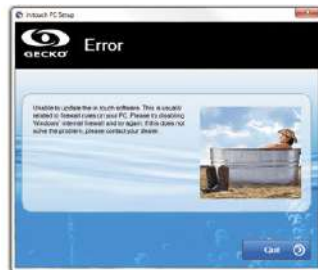 in.touch PC Setup
GECKO
Error
Unable to update the in.touch software. This is usually
related to firewall rules on your PC. Please try disabling
'Windows' internal firewall and try again. If this does not
solve the problem, please contact your dealer.
Quit